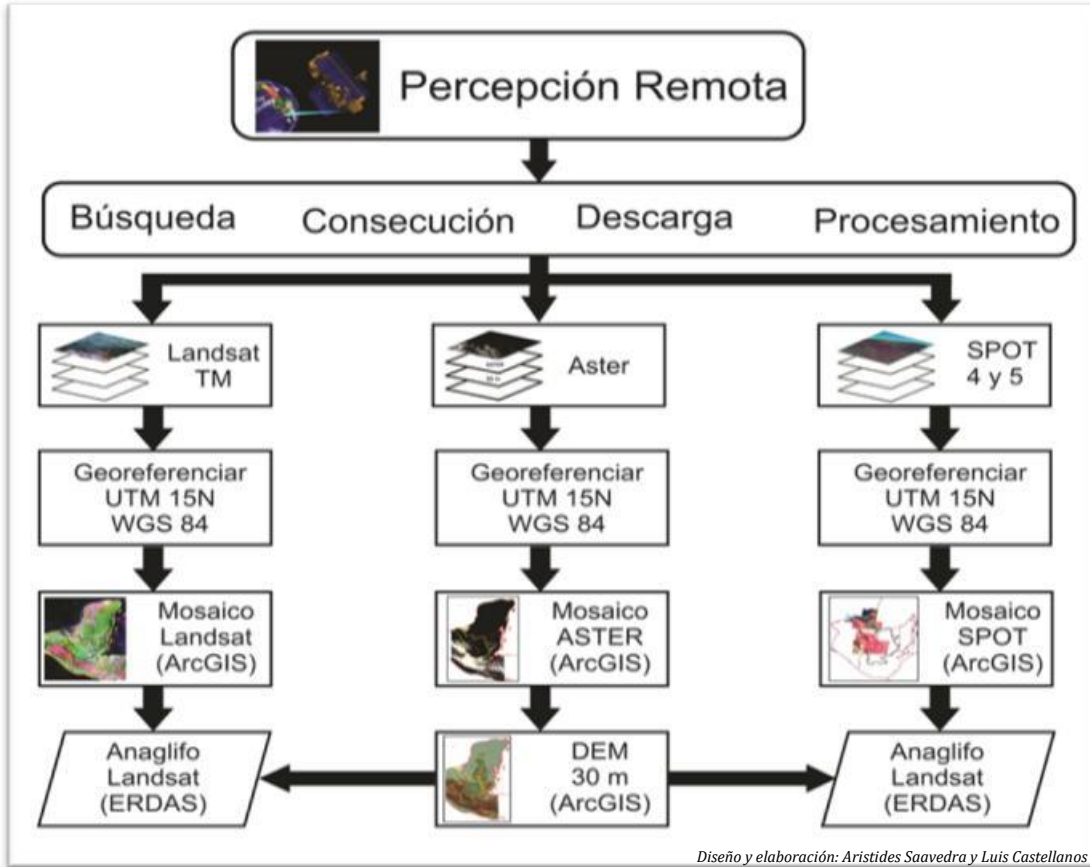 Percepción Remota
Búsqueda Consecución Descarga Procesamiento
Landsat
TM
Aster
SPOT
4 y 5
Georeferenciar
UTM 15N
WGS 84
Georeferenciar
UTM 15N
WGS 84
Georeferenciar
UTM 15N
WGS 84
Mosaico
Landsat
(ArcGIS)
Mosaico
ASTER
(ArcGIS)
Mosaico
SPOT
(ArcGIS)
Anaglifo
Landsat
(ERDAS)
DEM
30 m
(ArcGIS)
Anaglifo
Landsat
(ERDAS)
Diseño y elaboración: Aristides Saavedra y Luis Castellanos